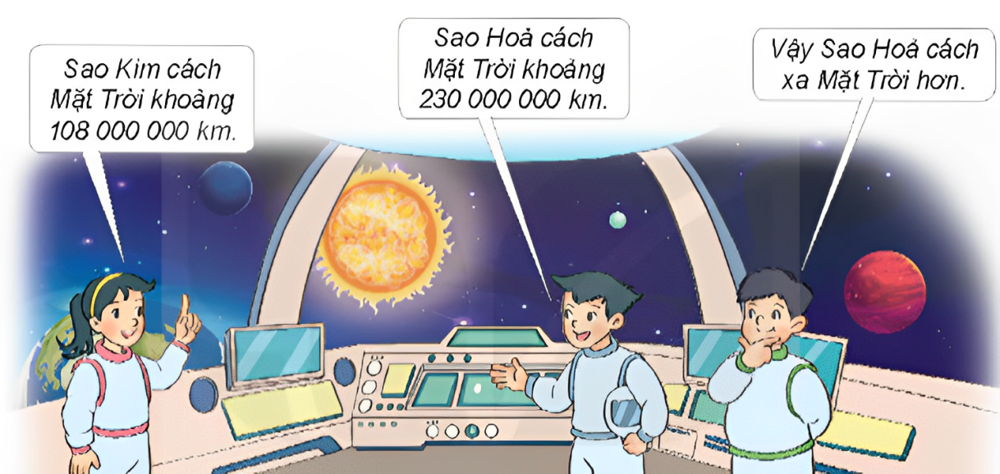 Sao Kim cách
Mặt Trời khoảng
108 000 000 km.
Sao Hoả cách
Mặt Trời khoảng
230 000 000 km.
Vậy Sao Hoả cách
xa Mặt Trời hơn.